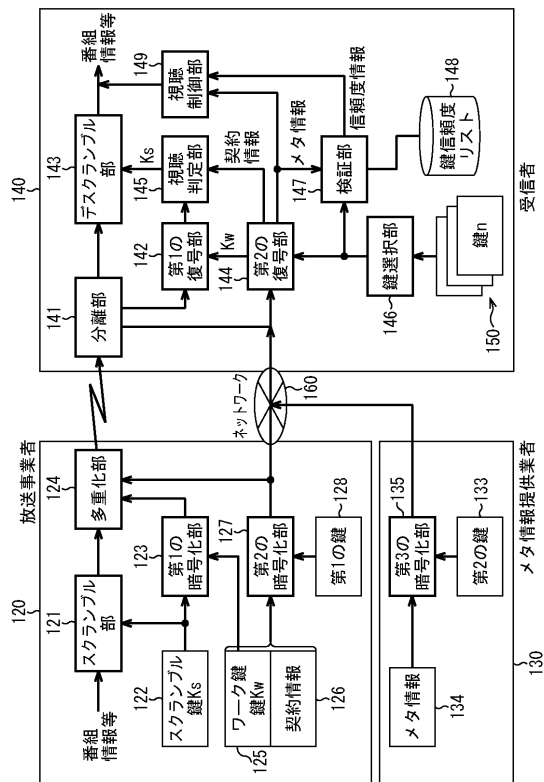 放送事業者
120
番組
情報等
121
スクランブル
部
124
多重化部
122
スクランブル
鍵Ks
123
第1の
暗号化部
125
ワーク鍵
鍵Kw
契約情報
126
127
第2の
暗号化部
第1の鍵
128
ネットワーク
160
メタ情報提供業者
130
メタ情報
134
135
第3の
暗号化部
第2の鍵
133
受信者
140
141
分離部
143
デスクランブル
部
番組
情報等
142
第1の
復号部
Ks
145
視聴
判定部
149
視聴
制御部
Kw
144
第2の
復号部
契約
情報
メタ情報
信頼度情報
147
検証部
146
鍵選択部
鍵信頼度
リスト
148
鍵n
150